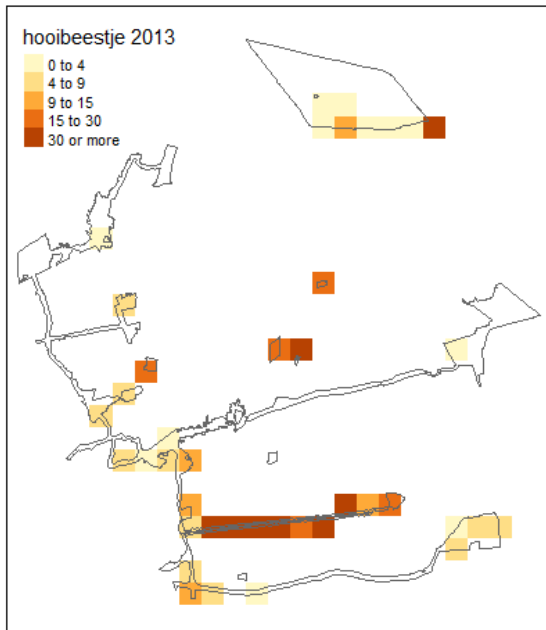 hooibeestje 2013
0 to 4
4 to 9
9 to 15
15 to 30
30 or more